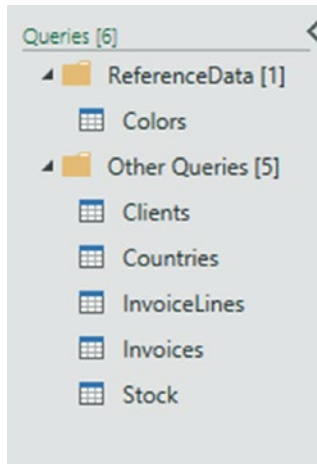 Queries [6]
ReferenceData [1]
Colors
Other Queries [5]
Clients
Countries
InvoiceLines
Invoices
Stock